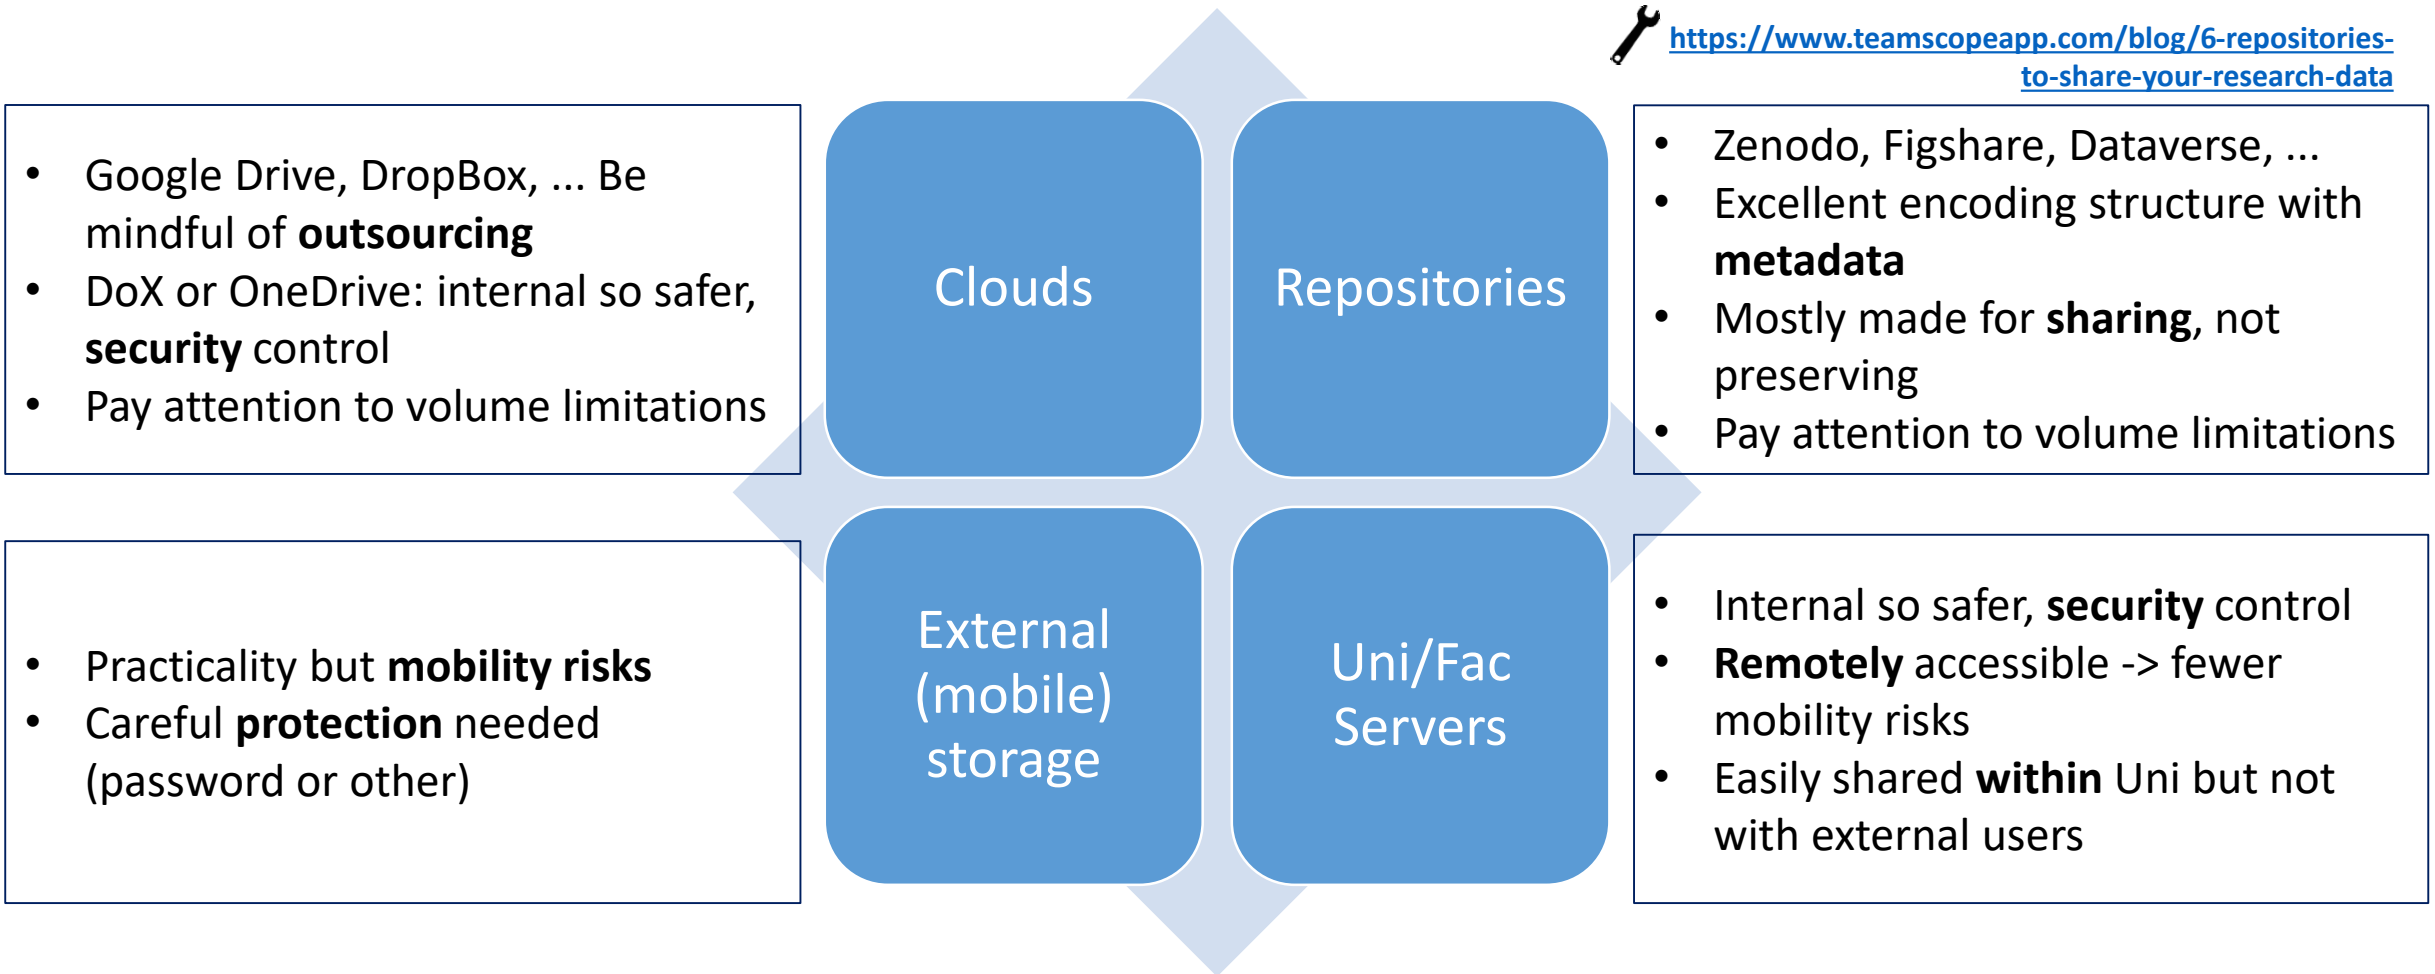 https://www.teamscopeapp.com/blog/6-repositories-
to-share-your-research-data
• Google Drive, DropBox, ... Be
mindful of outsourcing
• DoX or OneDrive: internal so safer,
security control
• Pay attention to volume limitations
Clouds
Repositories
• Zenodo, Figshare, Dataverse, ...
• Excellent encoding structure with
metadata
• Mostly made for sharing, not
preserving
• Pay attention to volume limitations
• Practicality but mobility risks
• Careful protection needed
(password or other)
External
(mobile)
storage
Uni/Fac
Servers
• Internal so safer, security control
• Remotely accessible -> fewer
mobility risks
• Easily shared within Uni but not
with external users